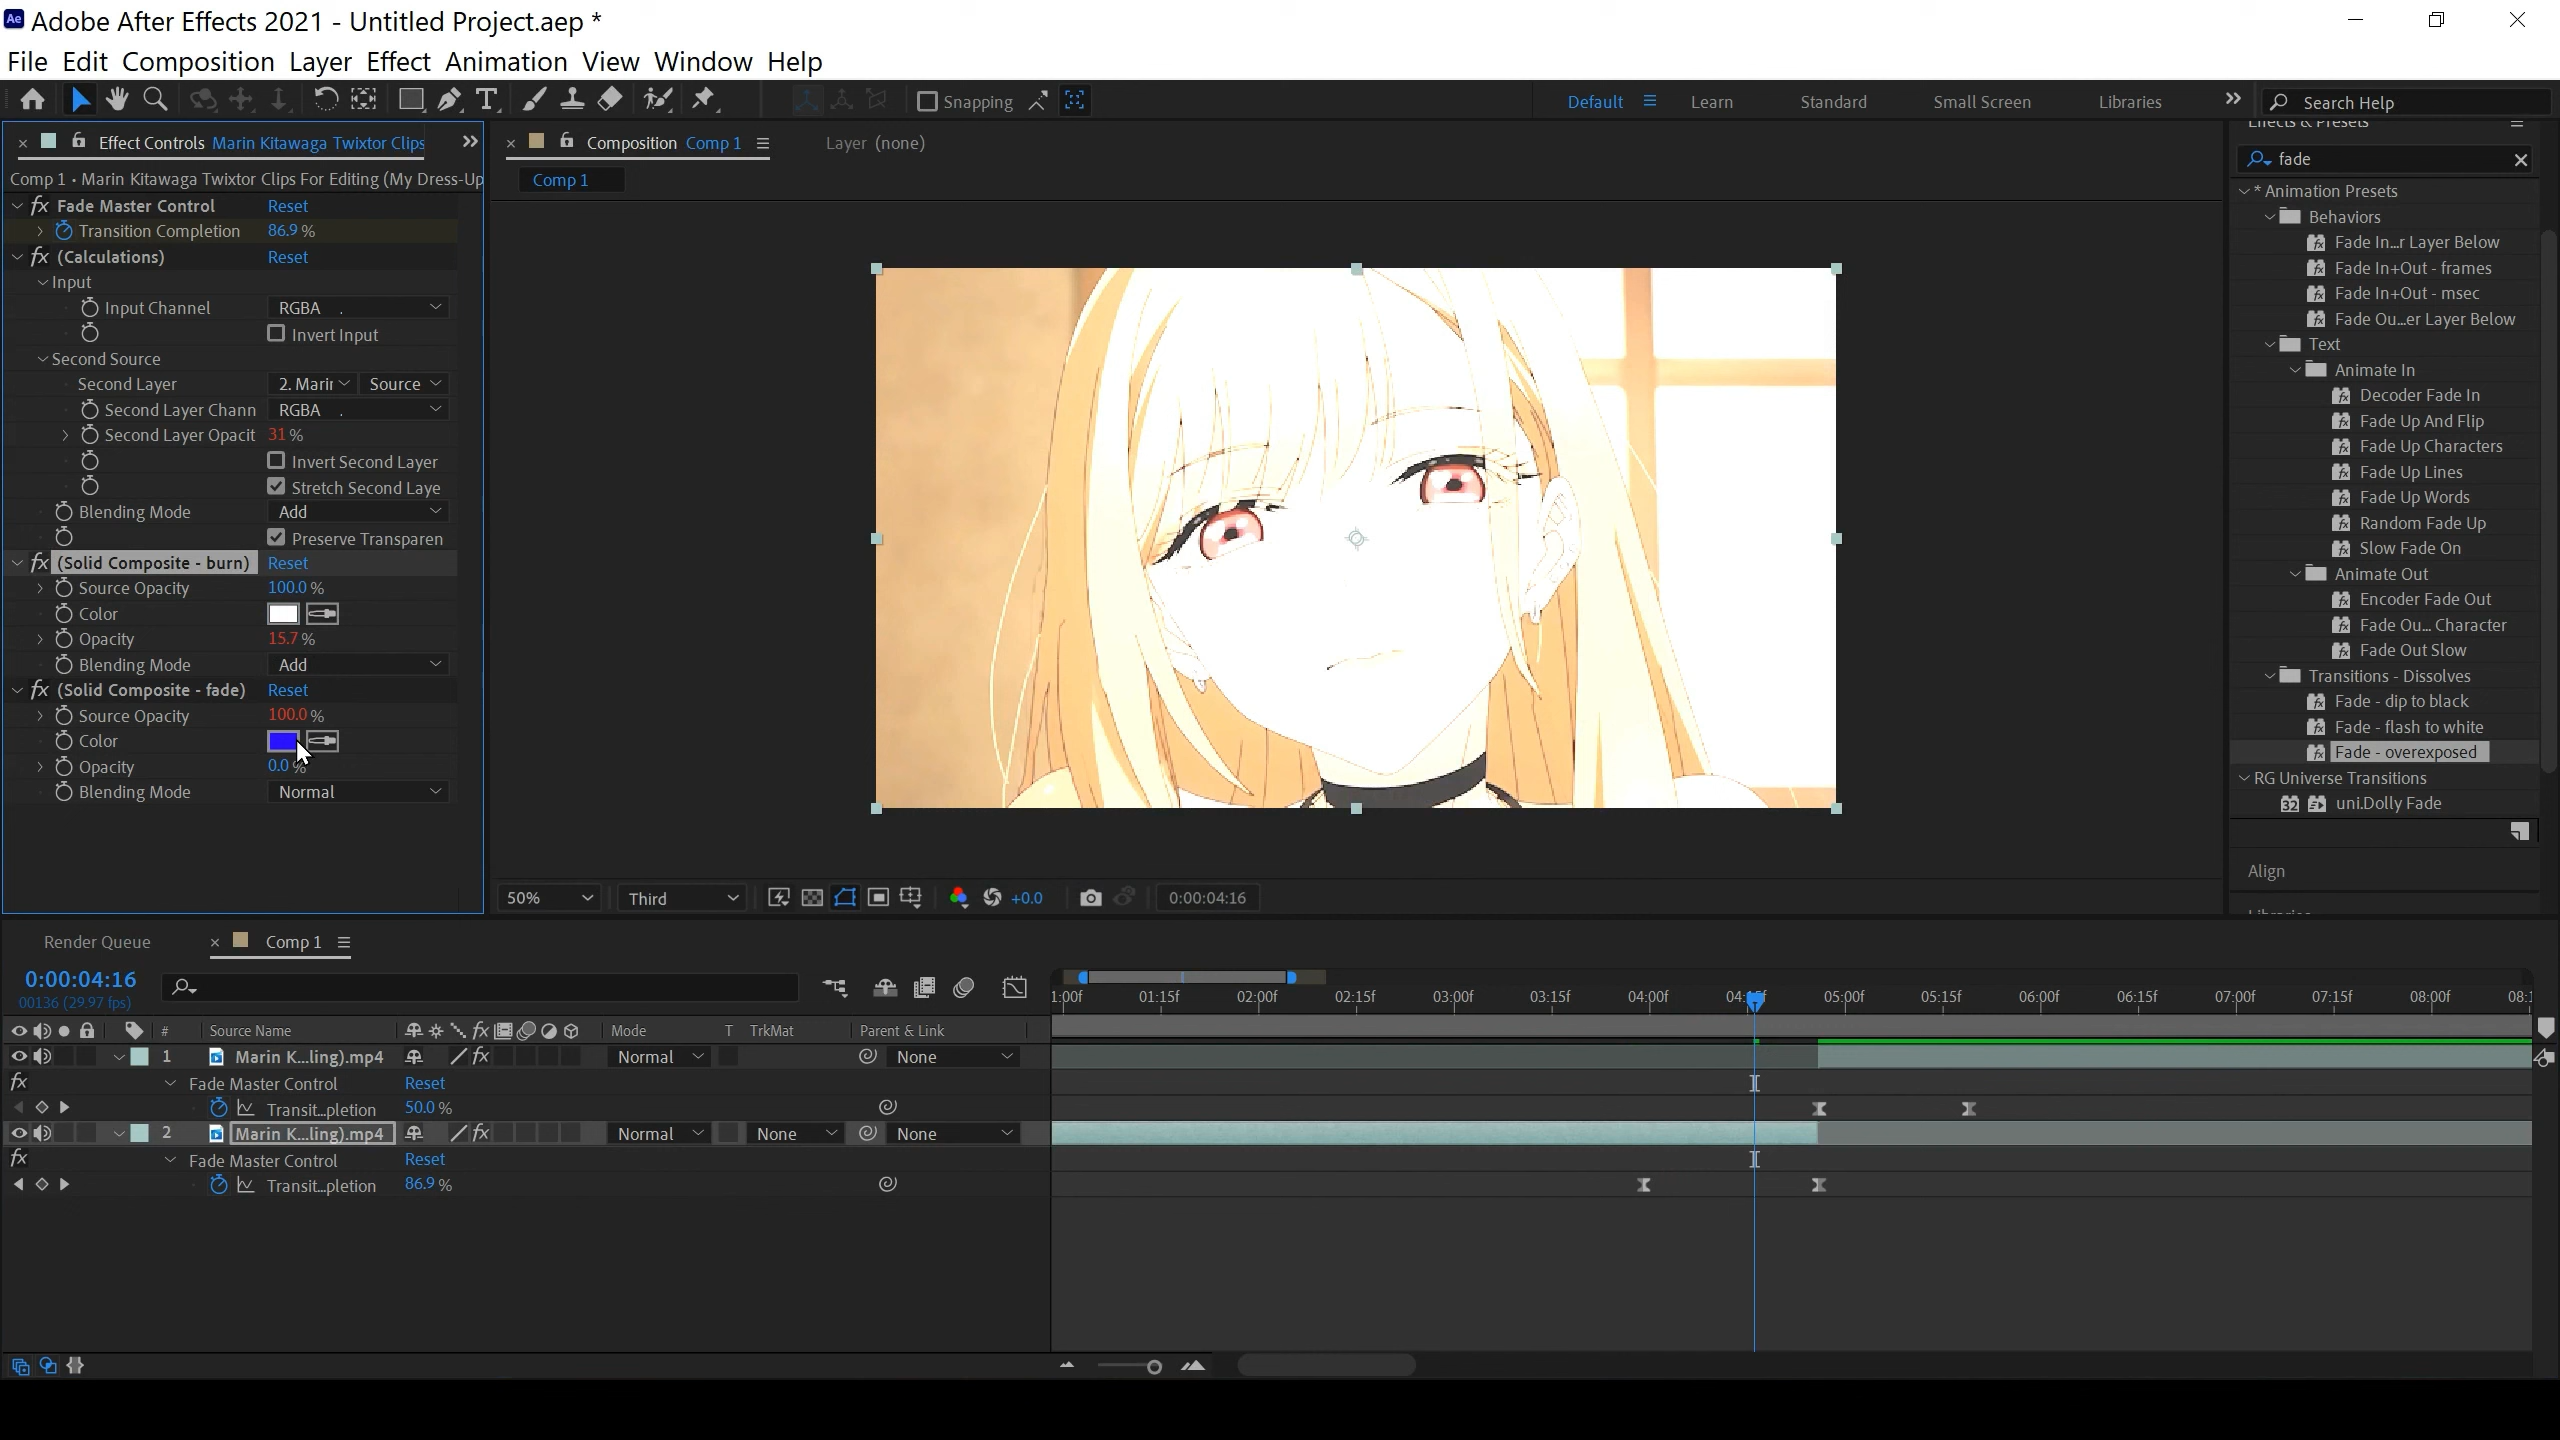 Ae Adobe After Effects 2021 - Untitled Project.aep *
File Edit Composition Layer Effect Animation View Window Help
Snapping
Default Learn Standard Small Screen Libraries Search Help
Effect Controls Marin Kitawaga Twixtor Clips
Comp 1 • Marin Kitawaga Twixtor Clips For Editing (My Dress-Up
fx Fade Master Control Reset
Transition Completion 86.9 %
fx (Calculations) Reset
Input
Input Channel RGBA
Invert Input
Second Source
Second Layer 2. Marin Source
Second Layer Chann RGBA
Second Layer Opacit 31 %
Invert Second Layer
Stretch Second Laye
Blending Mode Add
Preserve Transparen
fx (Solid Composite - burn) Reset
Source Opacity 100.0 %
Color
Opacity 15.7 %
Blending Mode Add
fx (Solid Composite - fade) Reset
Source Opacity 100.0 %
Color
Opacity 0.0 %
Blending Mode Normal
Composition Comp 1
Layer (none)
Comp 1
50% Third +0.0 0:00:04:16
Effects & Presets
fade
* Animation Presets
Behaviors
Fade In...r Layer Below
Fade In+Out - frames
Fade In+Out - msec
Fade Ou...er Layer Below
Text
Animate In
Decoder Fade In
Fade Up And Flip
Fade Up Characters
Fade Up Lines
Fade Up Words
Random Fade Up
Slow Fade On
Animate Out
Encoder Fade Out
Fade Ou... Character
Fade Out Slow
Transitions - Dissolves
Fade - dip to black
Fade - flash to white
Fade - overexposed
RG Universe Transitions
32 uni.Dolly Fade
Align
Render Queue Comp 1
0:00:04:16
00136 (29.97 fps)
1:00f 01:15f 02:00f 02:15f 03:00f 03:15f 04:00f 05:00f 05:15f 06:00f 06:15f 07:00f 07:15f 08:00f
# Source Name fx Mode T TrkMat Parent & Link
1 Marin K...ling).mp4 fx Normal None
fx Fade Master Control Reset
Transit...pletion 50.0 %
2 Marin K...ling).mp4 fx Normal None None
fx Fade Master Control Reset
Transit...pletion 86.9 %